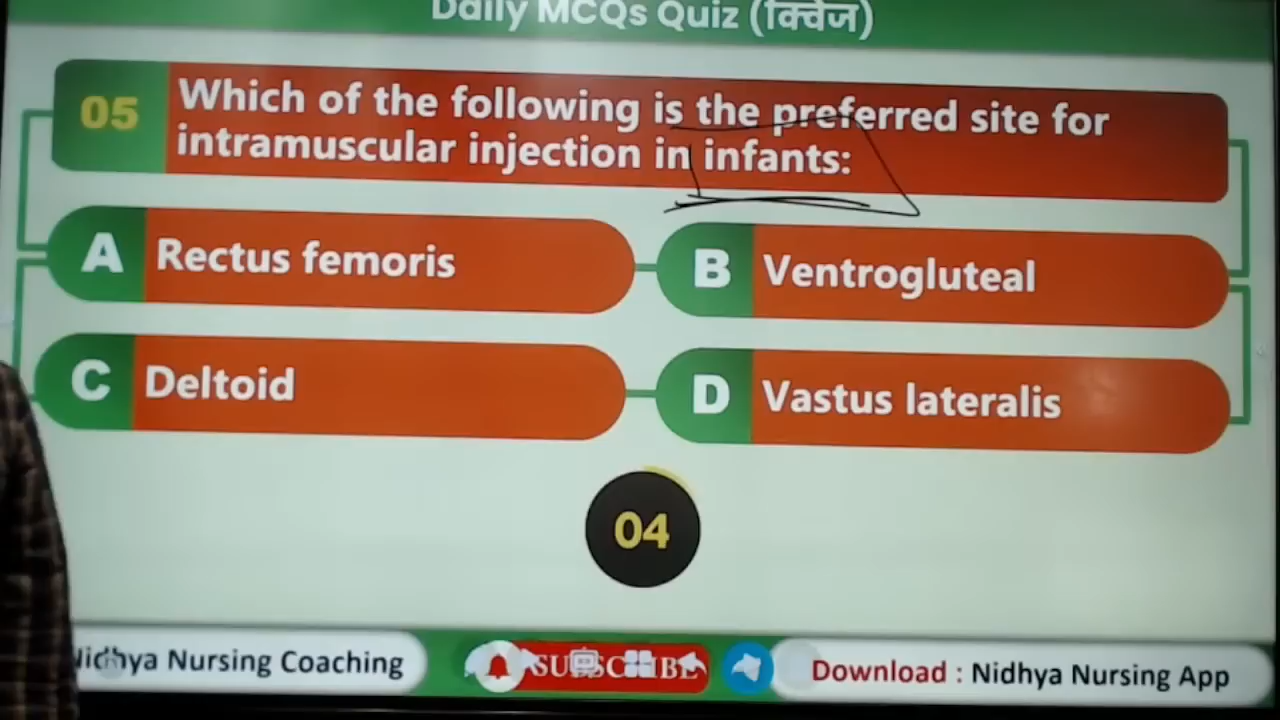 Daily MCQs Quiz (क्विज)
05
Which of the following is the preferred site for
intramuscular injection in infants:
A Rectus femoris
B Ventrogluteal
C Deltoid
D Vastus lateralis
04
Nidhya Nursing Coaching
SUBSCRIBE
Download : Nidhya Nursing App